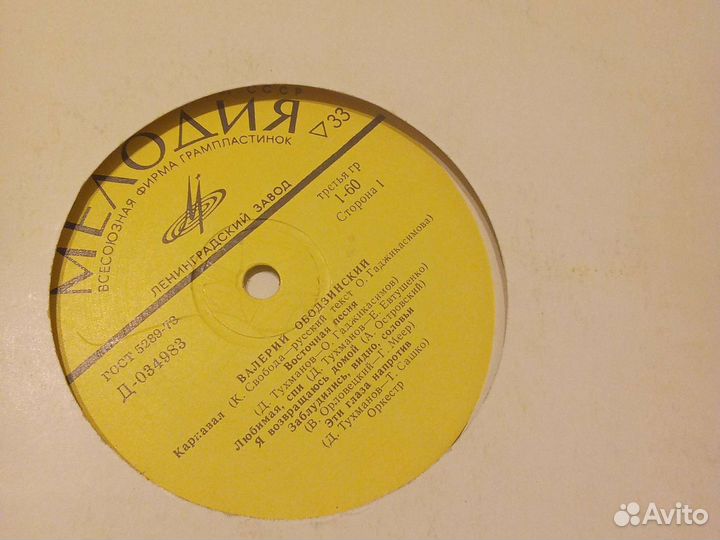 СССР
МЕЛОДИЯ
ВСЕСОЮЗНАЯ ФИРМА ГРАМПЛАСТИНОК
▽33
ЛЕНИНГРАДСКИЙ ЗАВОД
третья гр
1-60
Сторона 1
ГОСТ 5289-73
Д-034983
ВАЛЕРИЙ ОБОДЗИНСКИЙ
Карнавал (К. Свобода—русский текст О. Гаджикасимова)
Восточная песня
(Д. Тухманов—О. Гаджикасимов)
Любимая, спи (Д. Тухманов—Е. Евтушенко)
Я возвращаюсь домой (А. Островский)
Заблудились, видно, соловьи
(В. Орловецкий—Г. Меер)
Эти глаза напротив
(Д. Тухманов—Т. Сашко)
Оркестр
Avito